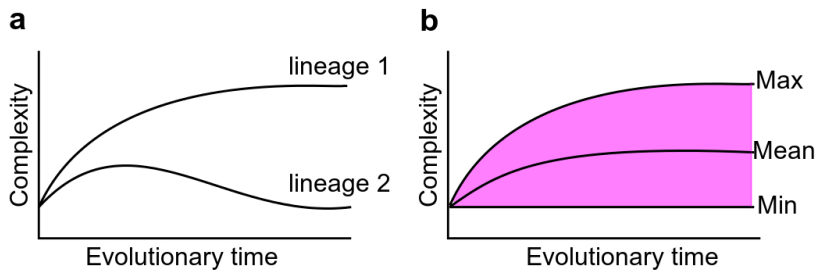 a
lineage 1
lineage 2
Complexity
Evolutionary time
b
Max
Mean
Min
Complexity
Evolutionary time